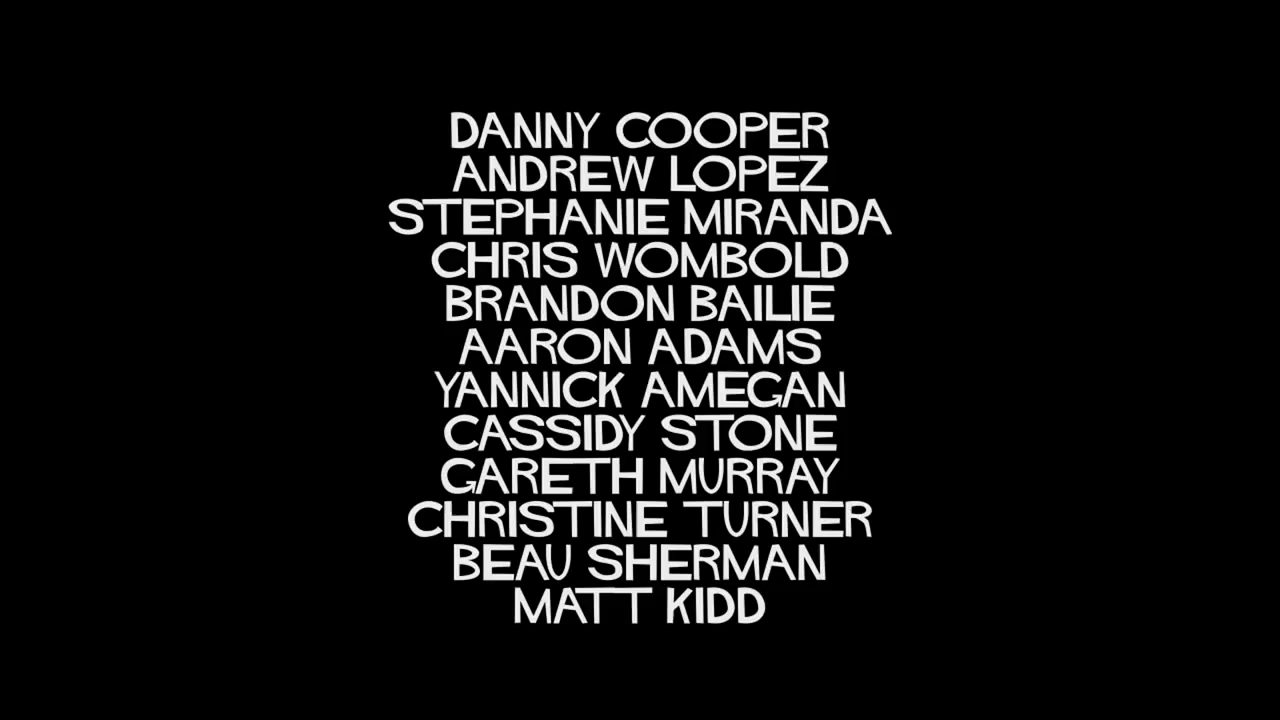 DANNY COOPER
ANDREW LOPEZ
STEPHANIE MIRANDA
CHRIS WOMBOLD
BRANDON BAILIE
AARON ADAMS
YANNICK AMEGAN
CASSIDY STONE
GARETH MURRAY
CHRISTINE TURNER
BEAU SHERMAN
MATT KIDD